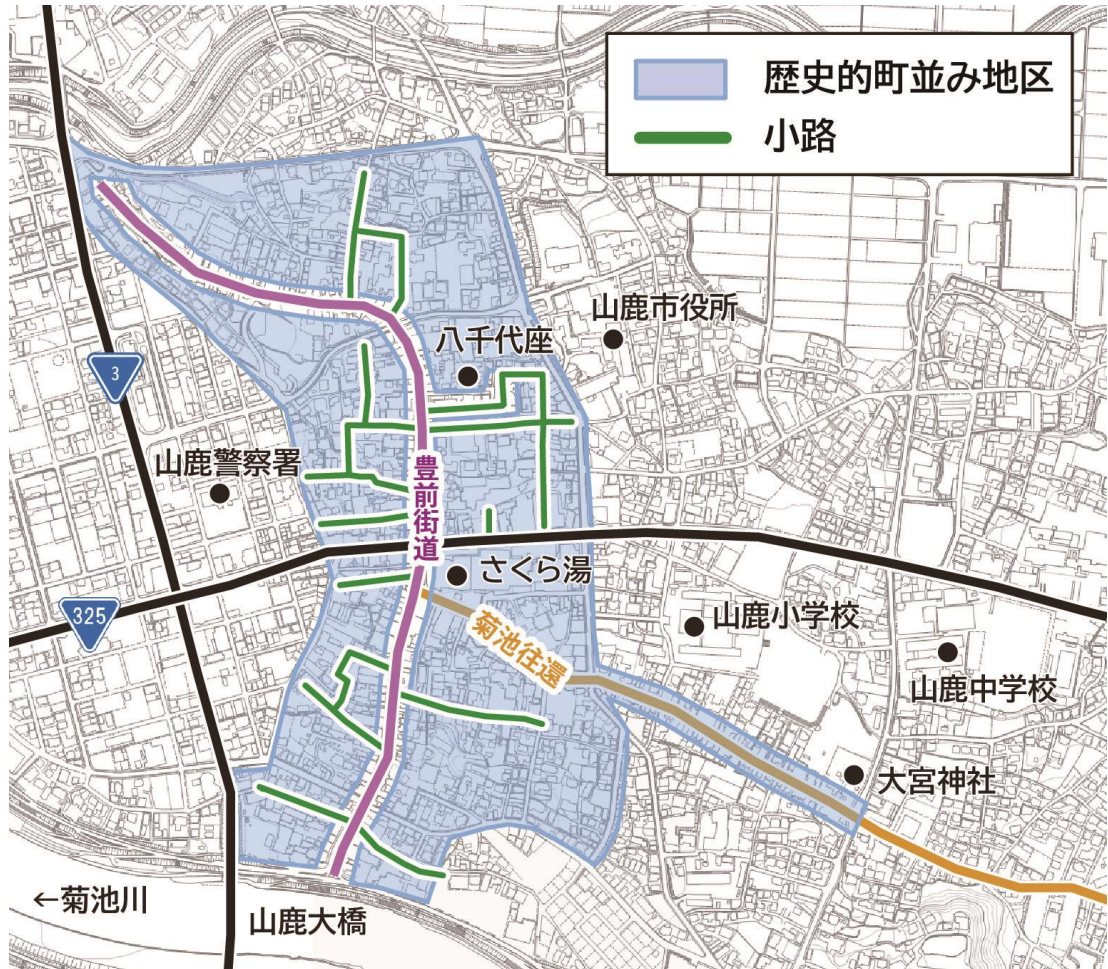 歴史的町並み地区
小路
山鹿市役所
八千代座
3
山鹿警察署
豊前街道
さくら湯
325
菊池往還
山鹿小学校
山鹿中学校
大宮神社
←菊池川
山鹿大橋